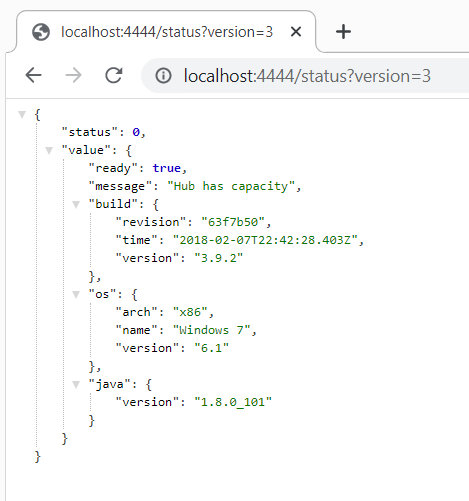 localhost:4444/status?version=3
localhost:4444/status?version=3
{
"status": 0,
"value": {
"ready": true,
"message": "Hub has capacity",
"build": {
"revision": "63f7b50",
"time": "2018-02-07T22:42:28.403Z",
"version": "3.9.2"
},
"os": {
"arch": "x86",
"name": "Windows 7",
"version": "6.1"
},
"java": {
"version": "1.8.0_101"
}
}
}